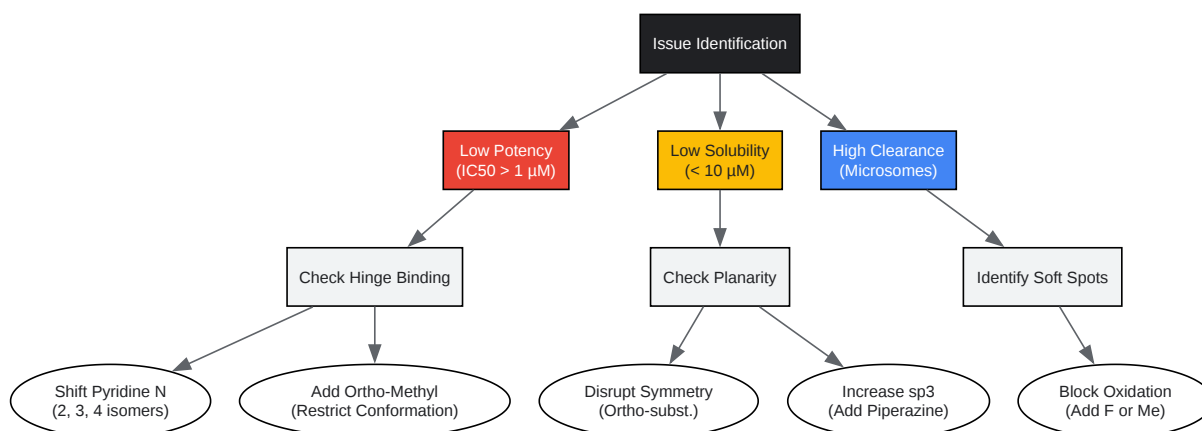 Issue Identification
Low Potency
(IC50 > 1 µM)
Low Solubility
(< 10 µM)
High Clearance
(Microsomes)
Check Hinge Binding
Check Planarity
Identify Soft Spots
Shift Pyridine N
(2, 3, 4 isomers)
Add Ortho-Methyl
(Restrict Conformation)
Disrupt Symmetry
(Ortho-subst.)
Increase sp3
(Add Piperazine)
Block Oxidation
(Add F or Me)